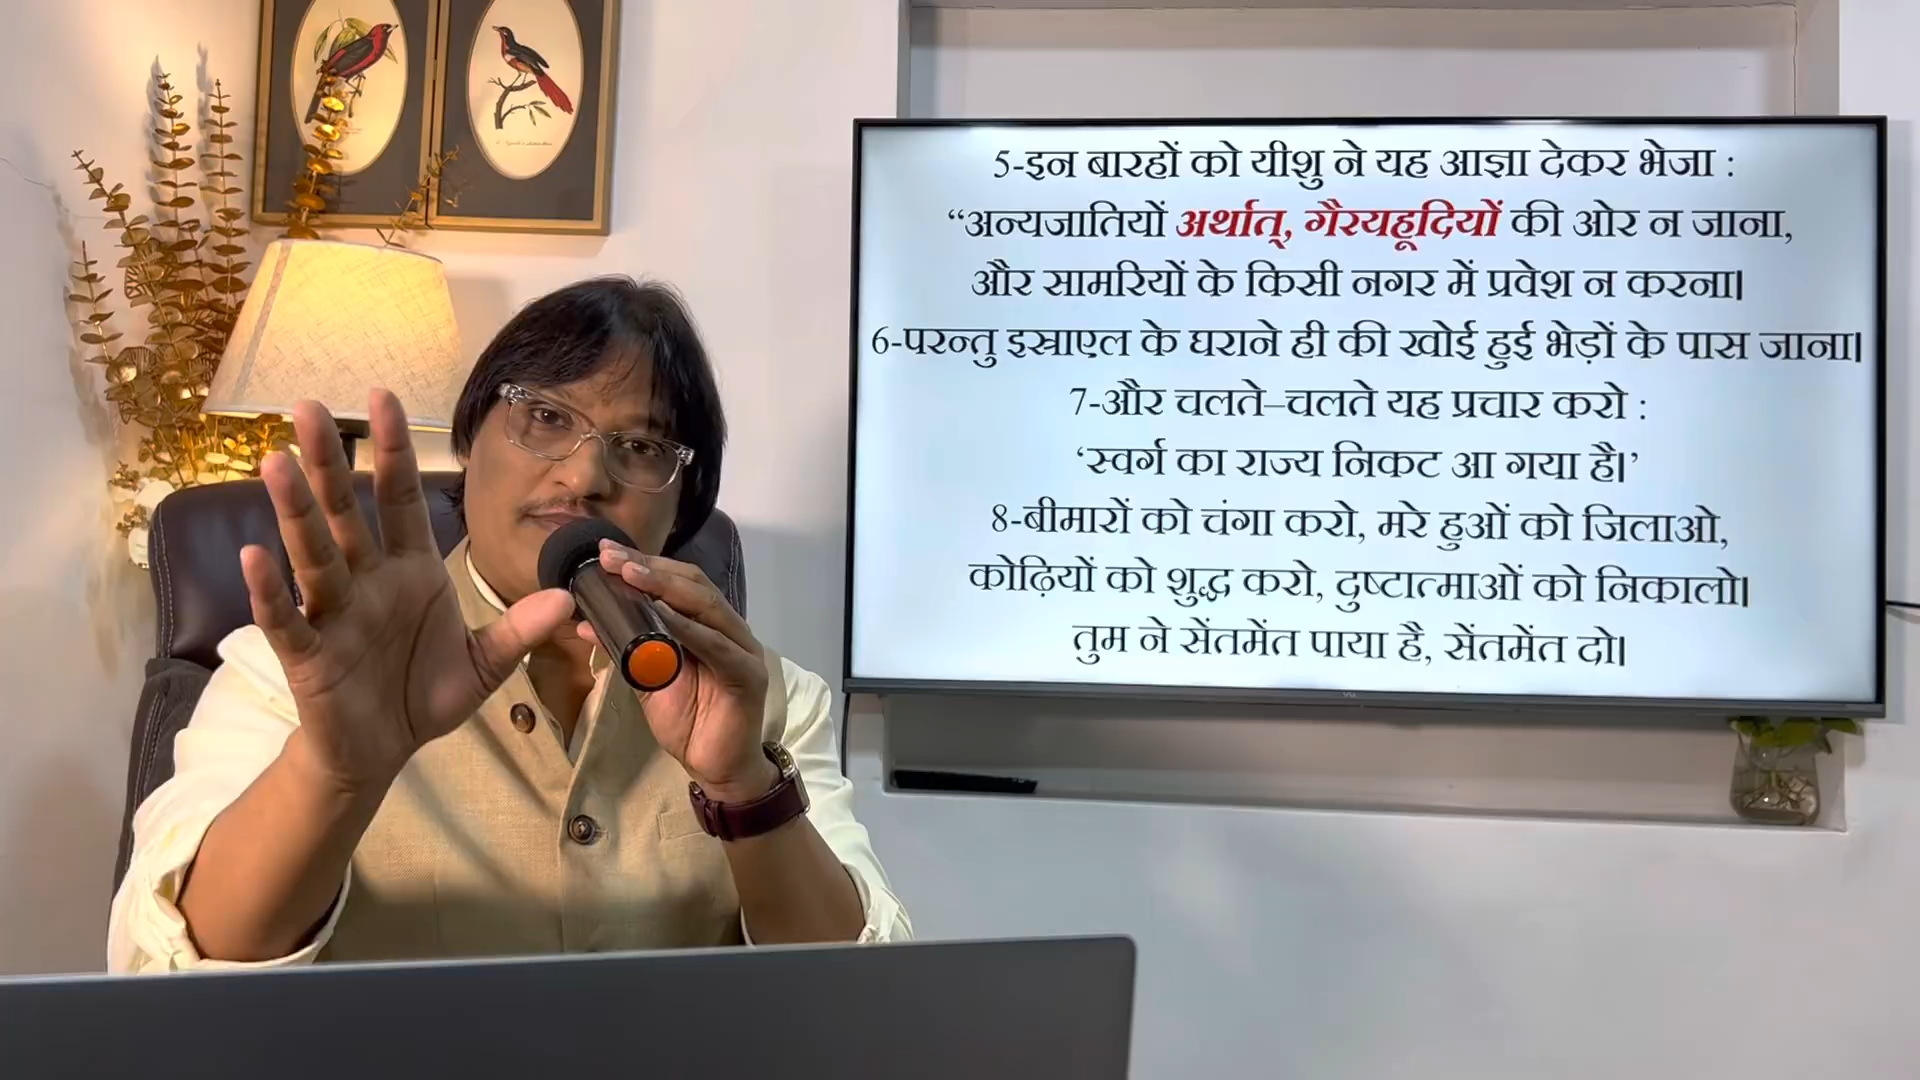 5-इन बारहों को यीशु ने यह आज्ञा देकर भेजा :
“अन्यजातियों अर्थात्, गैरयहूदियों की ओर न जाना,
और सामरियों के किसी नगर में प्रवेश न करना।
6-परन्तु इस्राएल के घराने ही की खोई हुई भेड़ों के पास जाना।
7-और चलते–चलते यह प्रचार करो :
‘स्वर्ग का राज्य निकट आ गया है।’
8-बीमारों को चंगा करो, मरे हुओं को जिलाओ,
कोढ़ियों को शुद्ध करो, दुष्टात्माओं को निकालो।
तुम ने सेंतमेंत पाया है, सेंतमेंत दो।